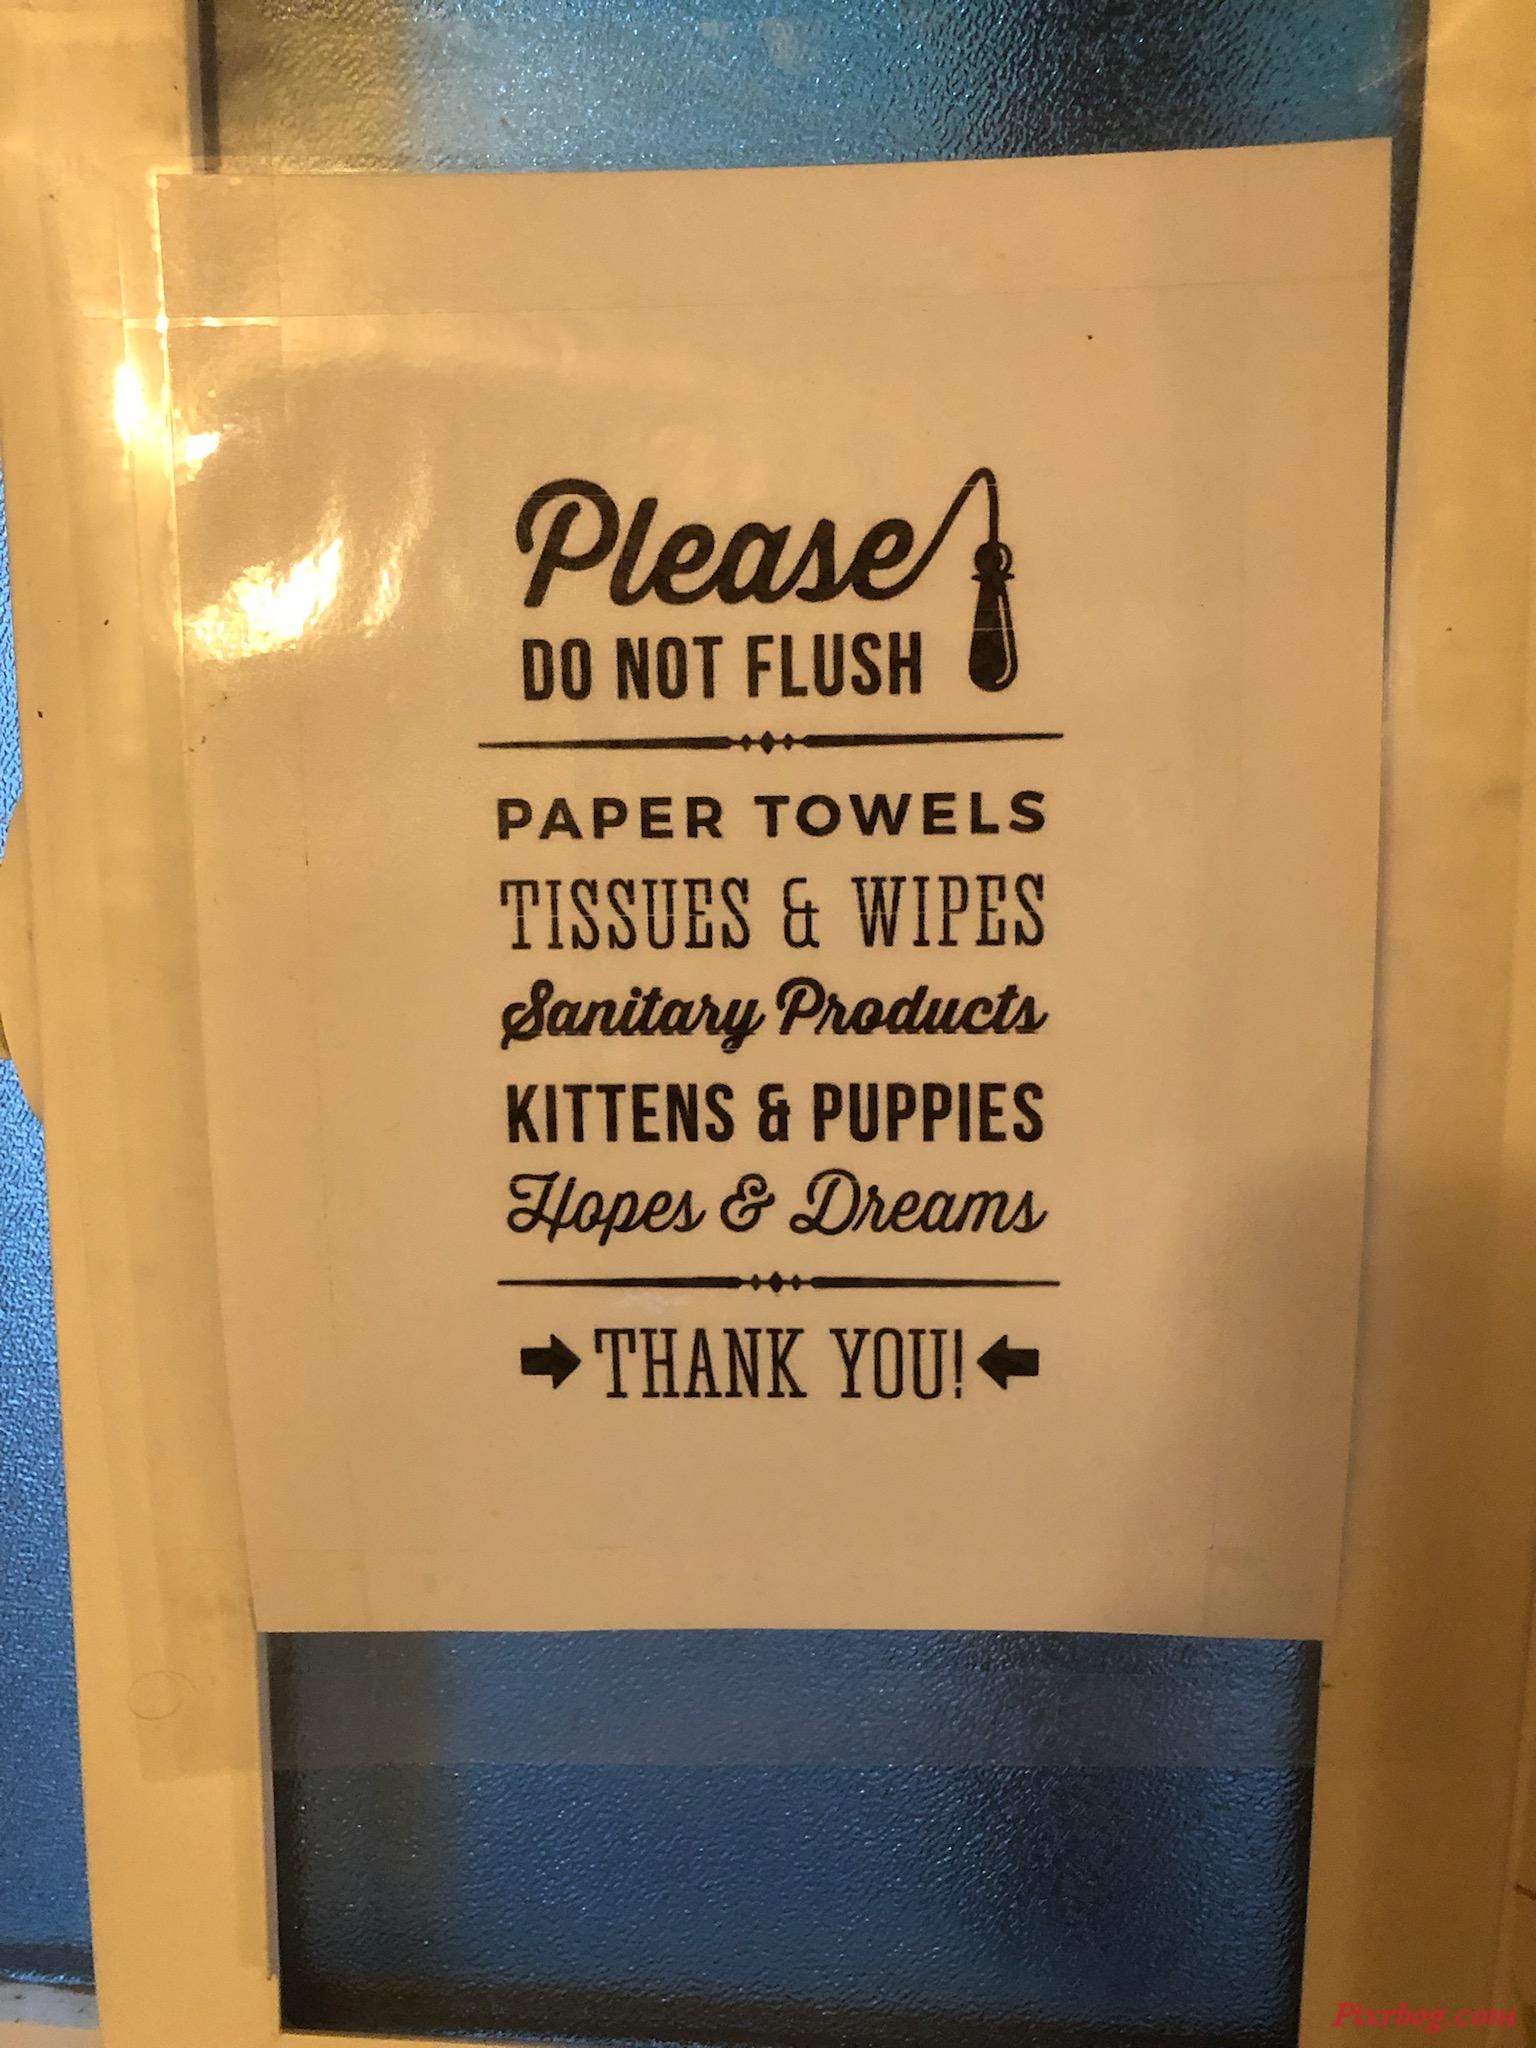 Please
DO NOT FLUSH
PAPER TOWELS
TISSUES & WIPES
Sanitary Products
KITTENS & PUPPIES
Hopes & Dreams
THANK YOU!
Pixrbog.com